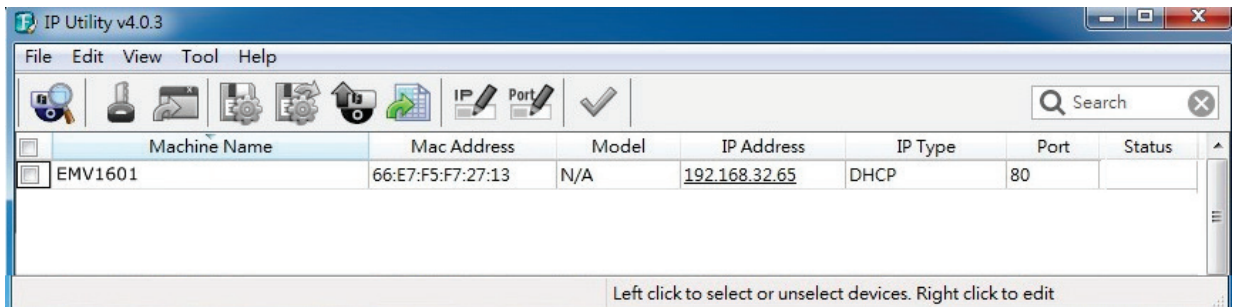 IP Utility v4.0.3
File Edit View Tool Help
IP Port Search
Machine Name Mac Address Model IP Address IP Type Port Status
EMV1601 66:E7:F5:F7:27:13 N/A 192.168.32.65 DHCP 80
Left click to select or unselect devices. Right click to edit